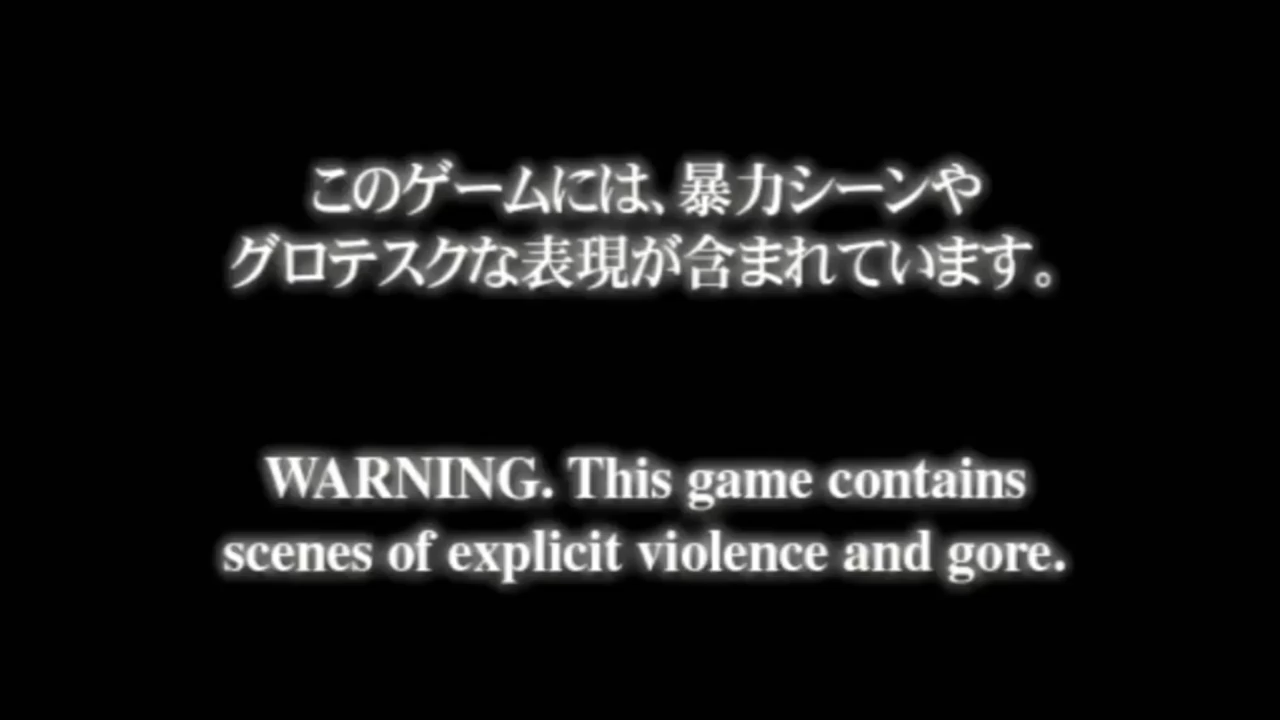 このゲームには、暴力シーンや
グロテスクな表現が含まれています。
WARNING. This game contains
scenes of explicit violence and gore.